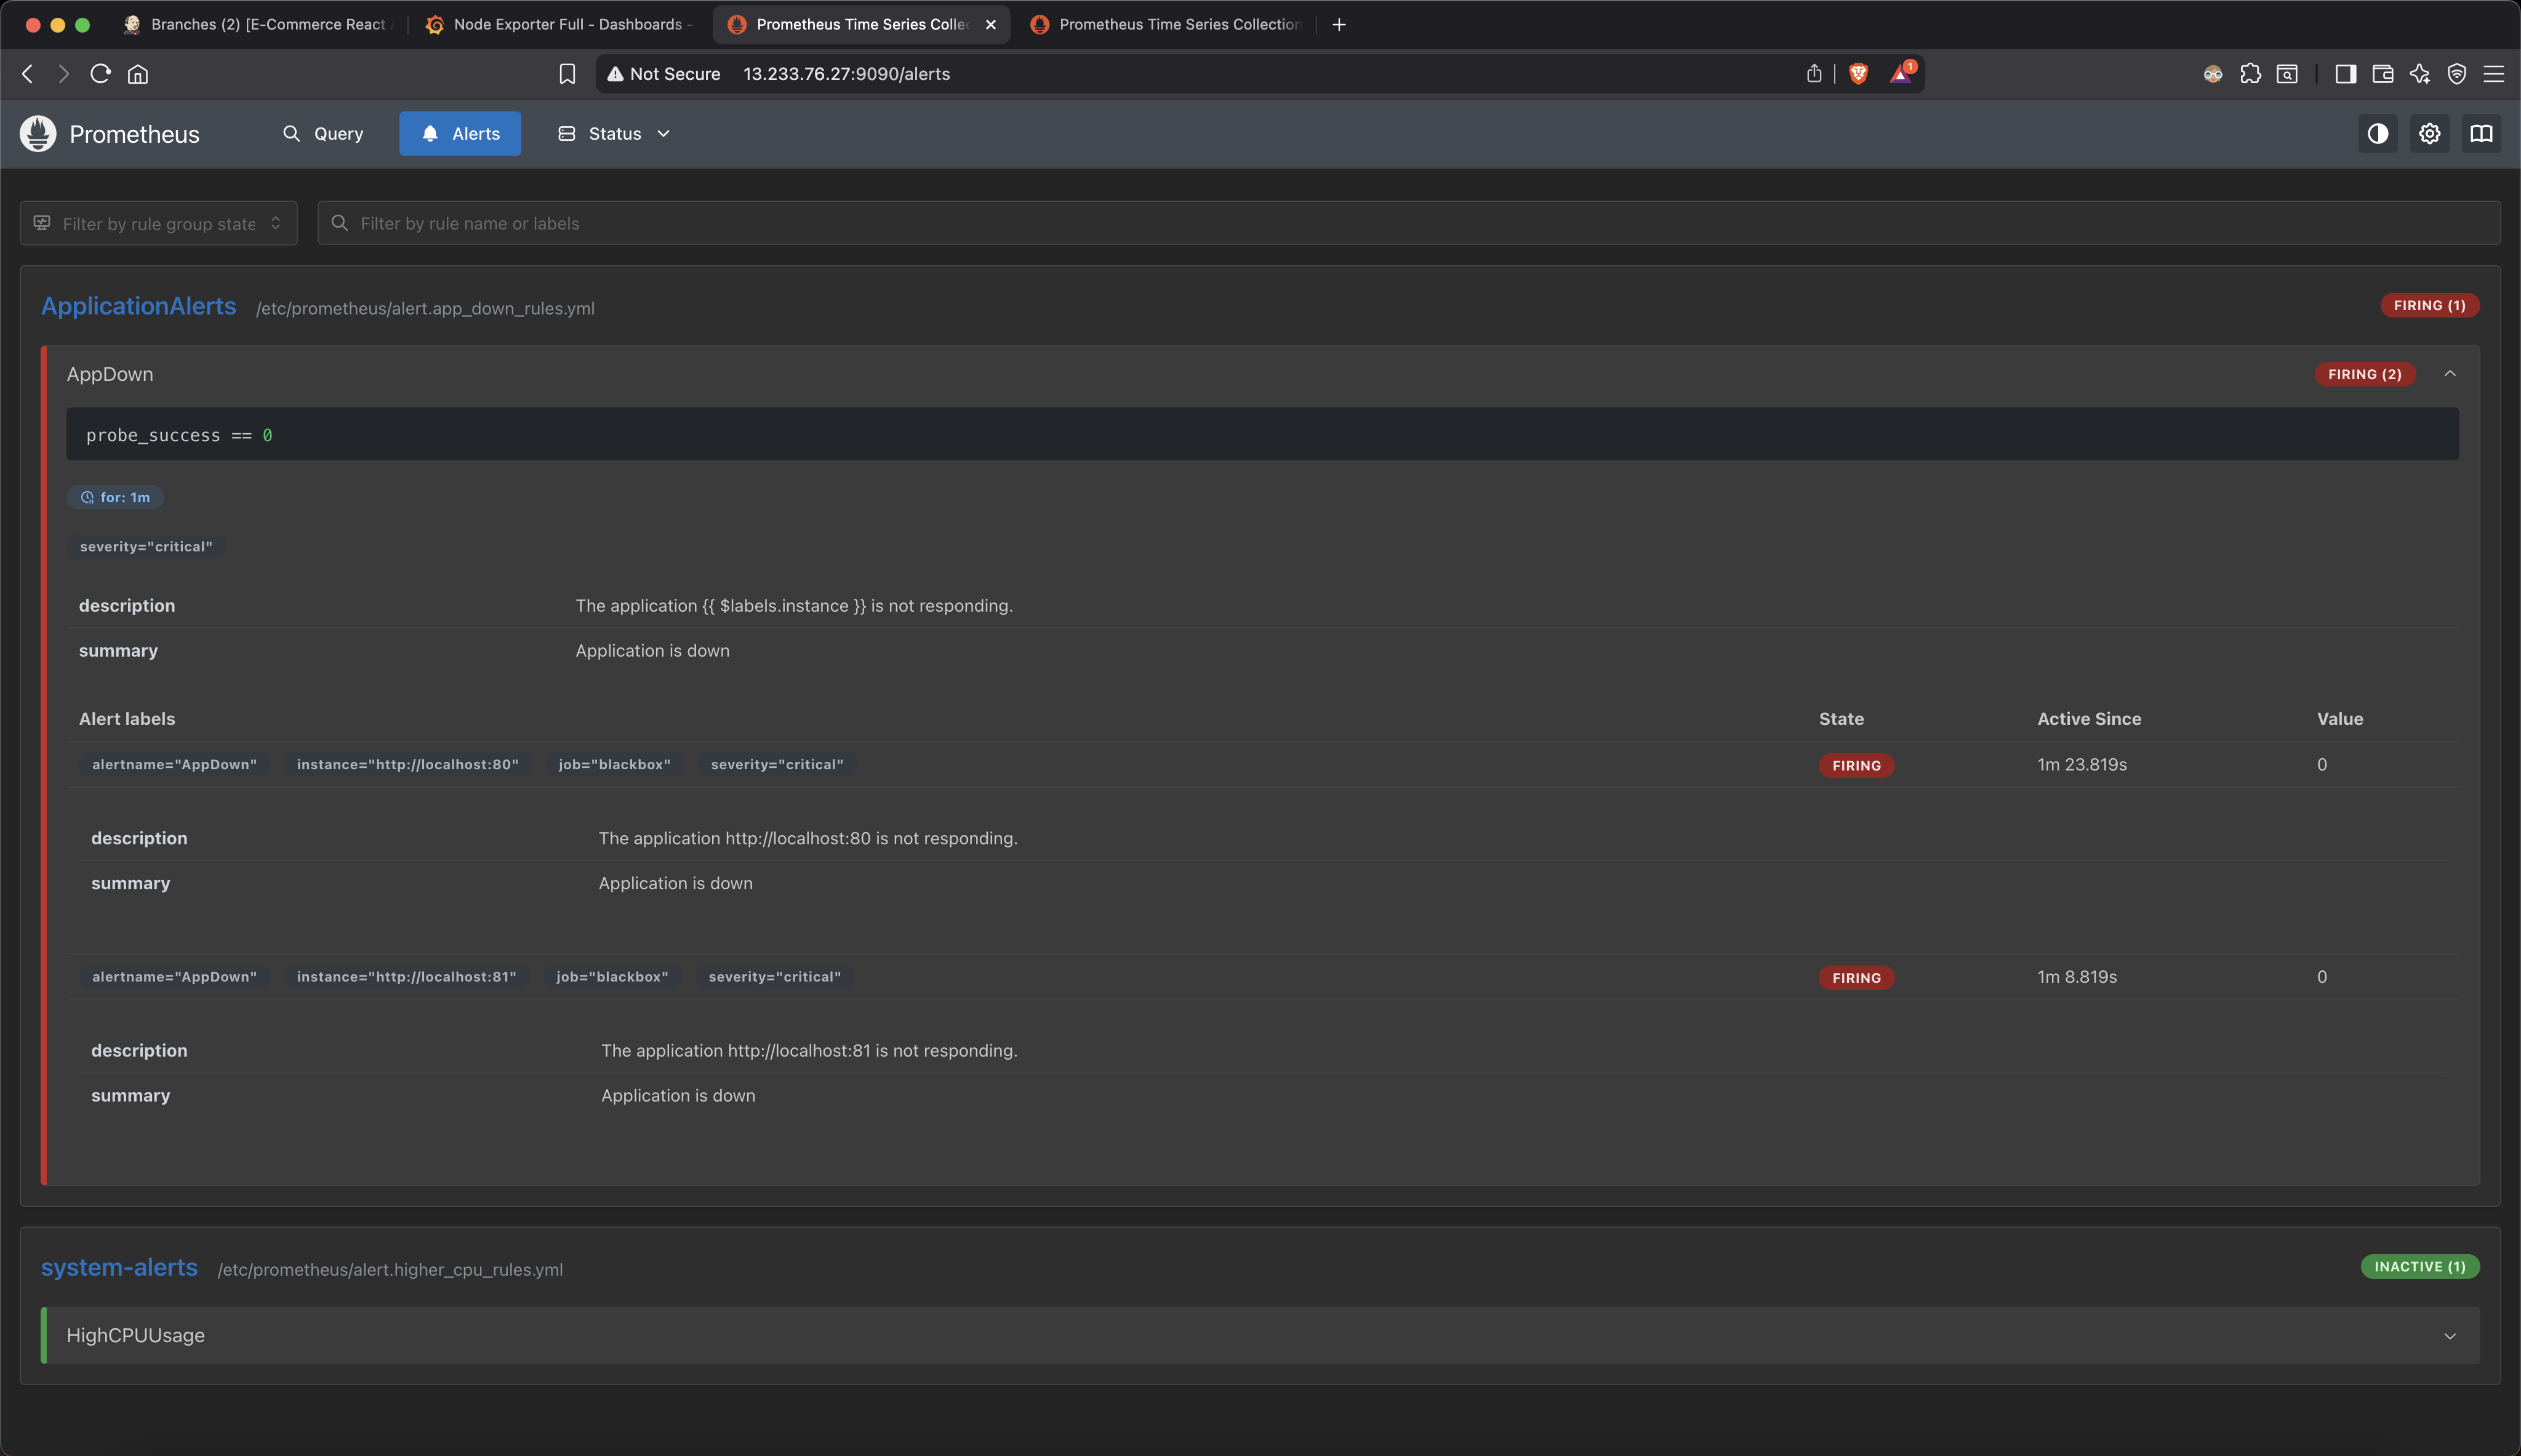 Branches (2) [E-Commerce React
Node Exporter Full - Dashboards -
Prometheus Time Series Collec
Prometheus Time Series Collection
Not Secure 13.233.76.27:9090/alerts
1
Prometheus
Query
Alerts
Status
Filter by rule group state
Filter by rule name or labels
ApplicationAlerts /etc/prometheus/alert.app_down_rules.yml FIRING (1)
AppDown FIRING (2)
probe_success == 0
for: 1m
severity="critical"
description The application {{ $labels.instance }} is not responding.
summary Application is down
Alert labels State Active Since Value
alertname="AppDown" instance="http://localhost:80" job="blackbox" severity="critical" FIRING 1m 23.819s 0
description The application http://localhost:80 is not responding.
summary Application is down
alertname="AppDown" instance="http://localhost:81" job="blackbox" severity="critical" FIRING 1m 8.819s 0
description The application http://localhost:81 is not responding.
summary Application is down
system-alerts /etc/prometheus/alert.higher_cpu_rules.yml INACTIVE (1)
HighCPUUsage